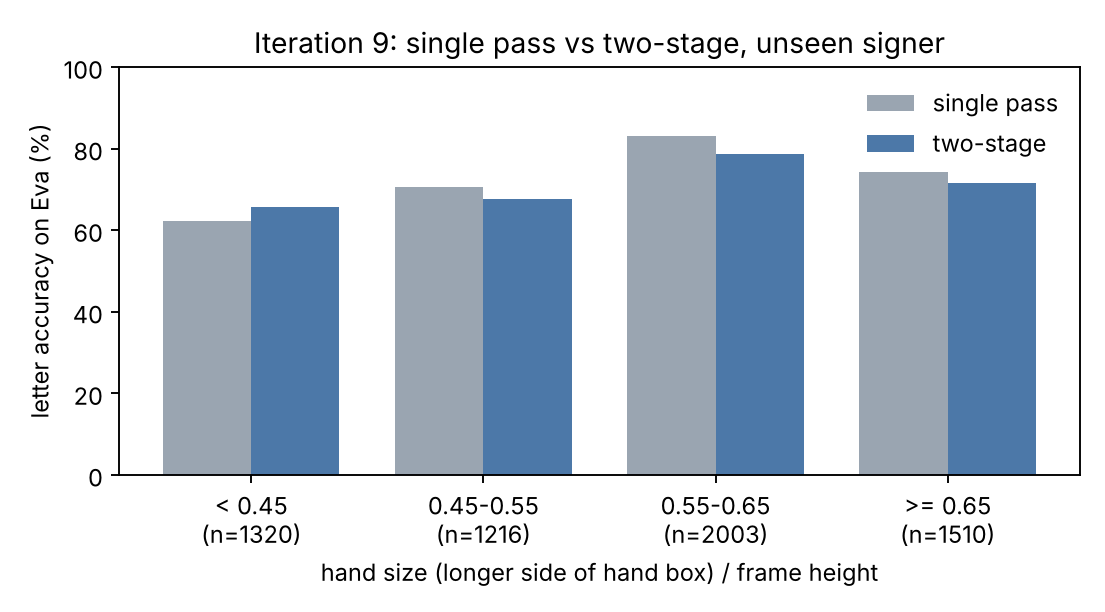 Iteration 9: single pass vs two-stage, unseen signer
letter accuracy on Eva (%)
100
80
60
40
20
0
single pass
two-stage
< 0.45
(n=1320)
0.45-0.55
(n=1216)
0.55-0.65
(n=2003)
>= 0.65
(n=1510)
hand size (longer side of hand box) / frame height